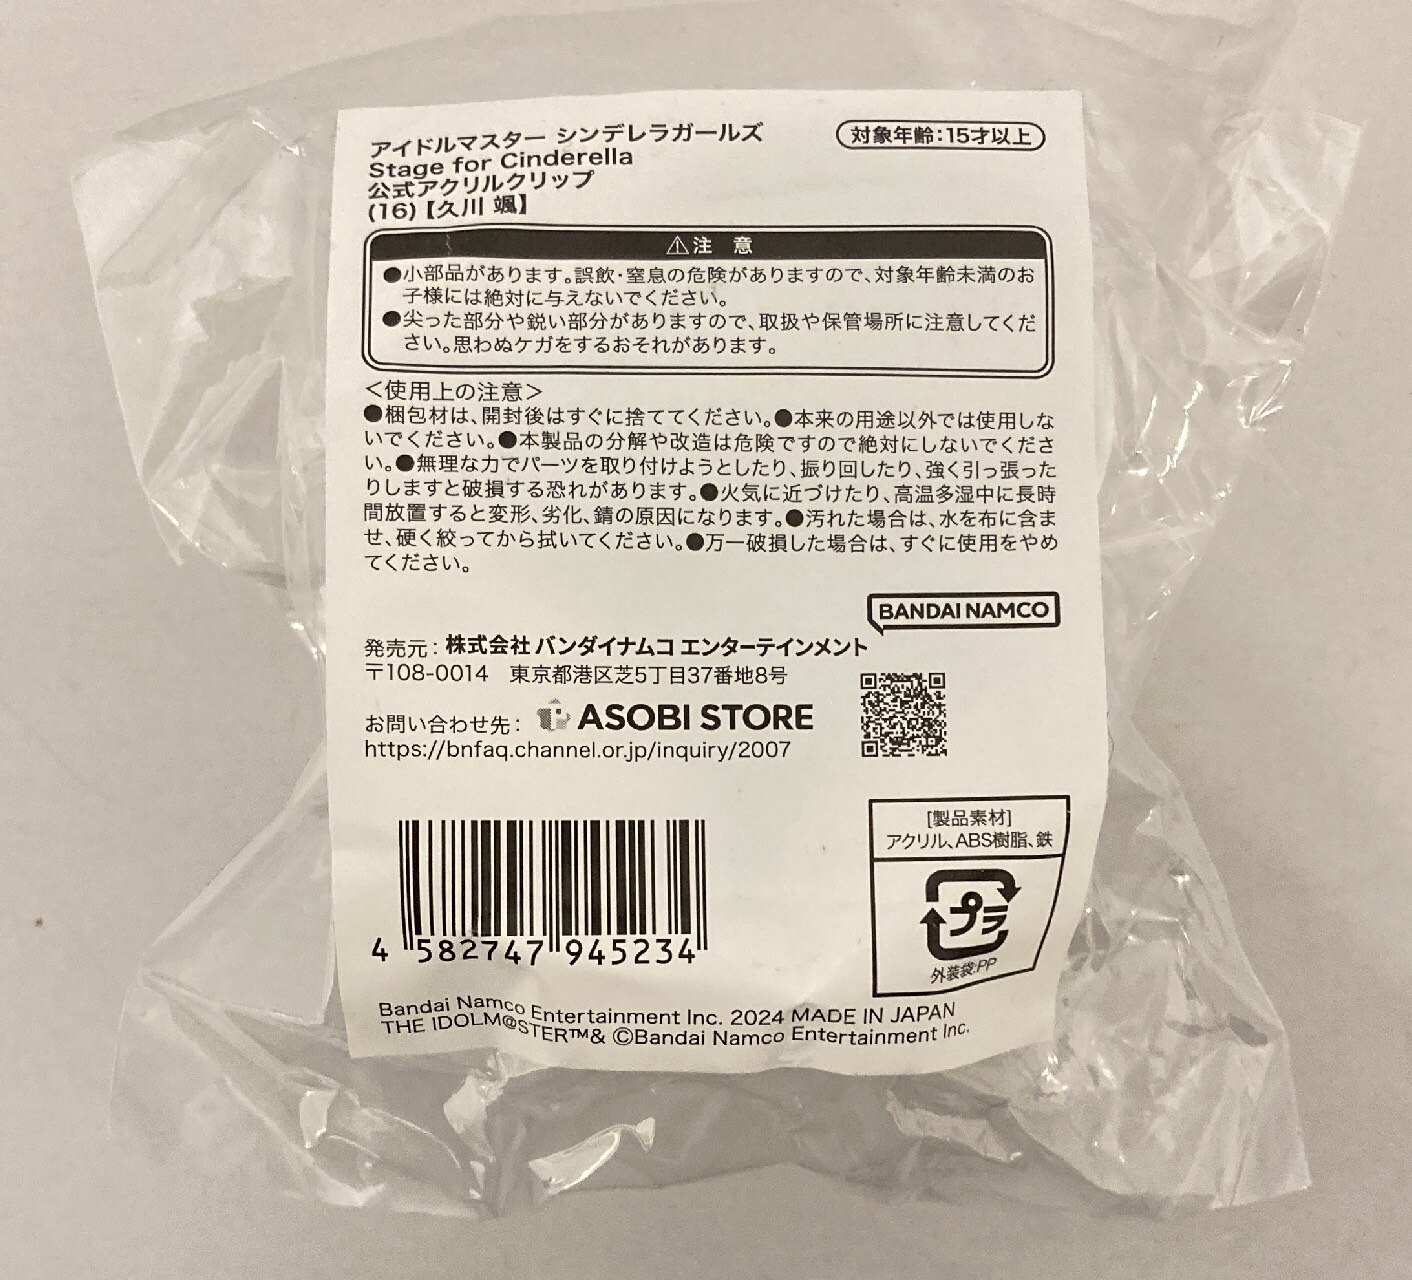 アイドルマスター シンデレラガールズ
対象年齢:15才以上
Stage for Cinderella
公式アクリルクリップ
(16)【久川 颯】
⚠注 意
●小部品があります。誤飲・窒息の危険がありますので、対象年齢未満のお
子様には絶対に与えないでください。
●尖った部分や鋭い部分がありますので、取扱や保管場所に注意してくだ
さい。思わぬケガをするおそれがあります。
＜使用上の注意＞
●梱包材は、開封後はすぐに捨ててください。●本来の用途以外では使用しな
いでください。●本製品の分解や改造は危険ですので絶対にしないでくださ
い。●無理な力でパーツを取り付けようとしたり、振り回したり、強く引っ張った
りしますと破損する恐れがあります。●火気に近づけたり、高温多湿中に長時
間放置すると変形、劣化、錆の原因になります。●汚れた場合は、水を布に含ま
せ、硬く絞ってから拭いてください。●万一破損した場合は、すぐに使用をやめ
てください。
BANDAI NAMCO
発売元:株式会社 バンダイナムコ エンターテインメント
〒108-0014 東京都港区芝5丁目37番地8号
お問い合わせ先: ASOBI STORE
https://bnfaq.channel.or.jp/inquiry/2007
[製品素材]
アクリル、ABS樹脂、鉄
プラ
外装袋:PP
4 582747 945234
Bandai Namco Entertainment Inc. 2024 MADE IN JAPAN
THE IDOLM@STER™& ©Bandai Namco Entertainment Inc.